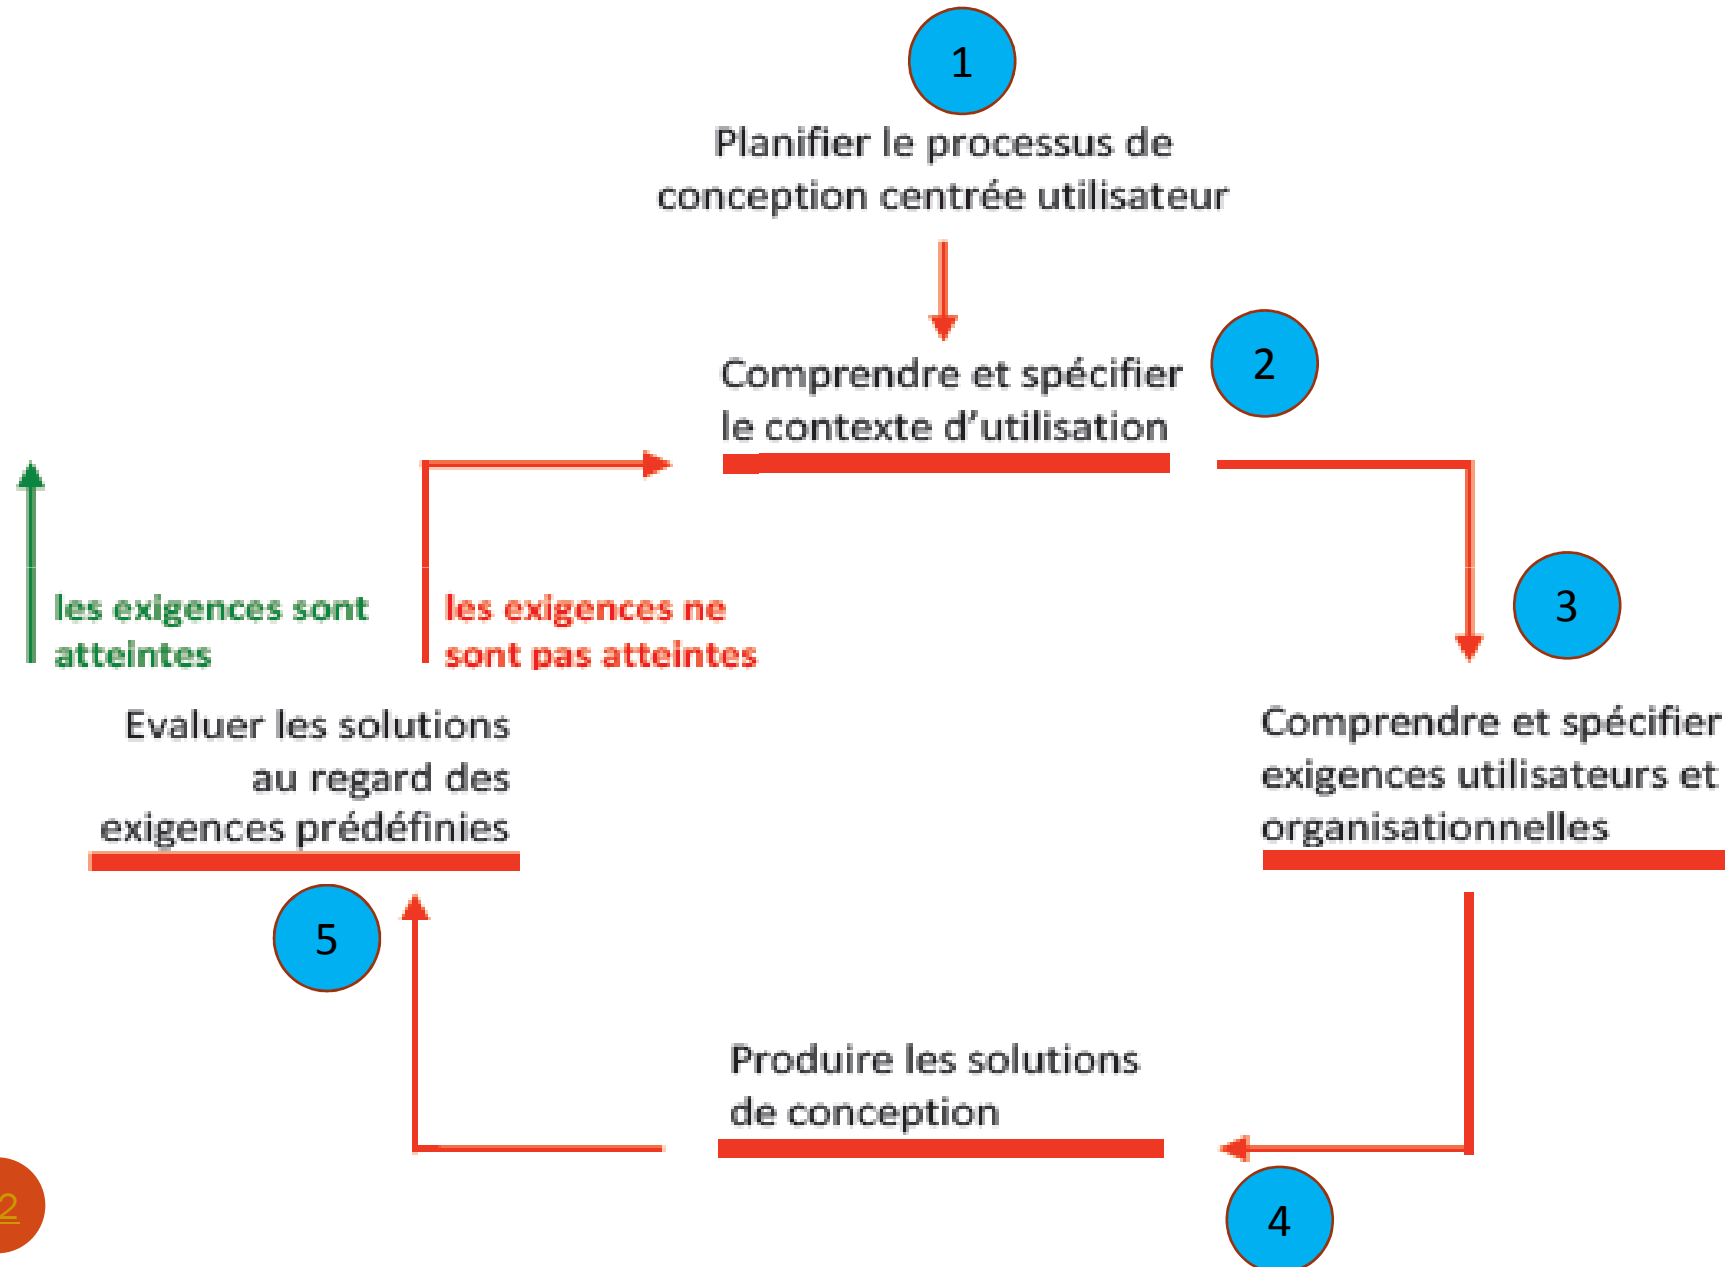 1
Planifier le processus de
conception centrée utilisateur
Comprendre et spécifier
le contexte d'utilisation
2
les exigences sont
atteintes
les exigences ne
sont pas atteintes
3
Evaluer les solutions
au regard des
exigences prédéfinies
Comprendre et spécifier
exigences utilisateurs et
organisationnelles
5
Produire les solutions
de conception
4
2